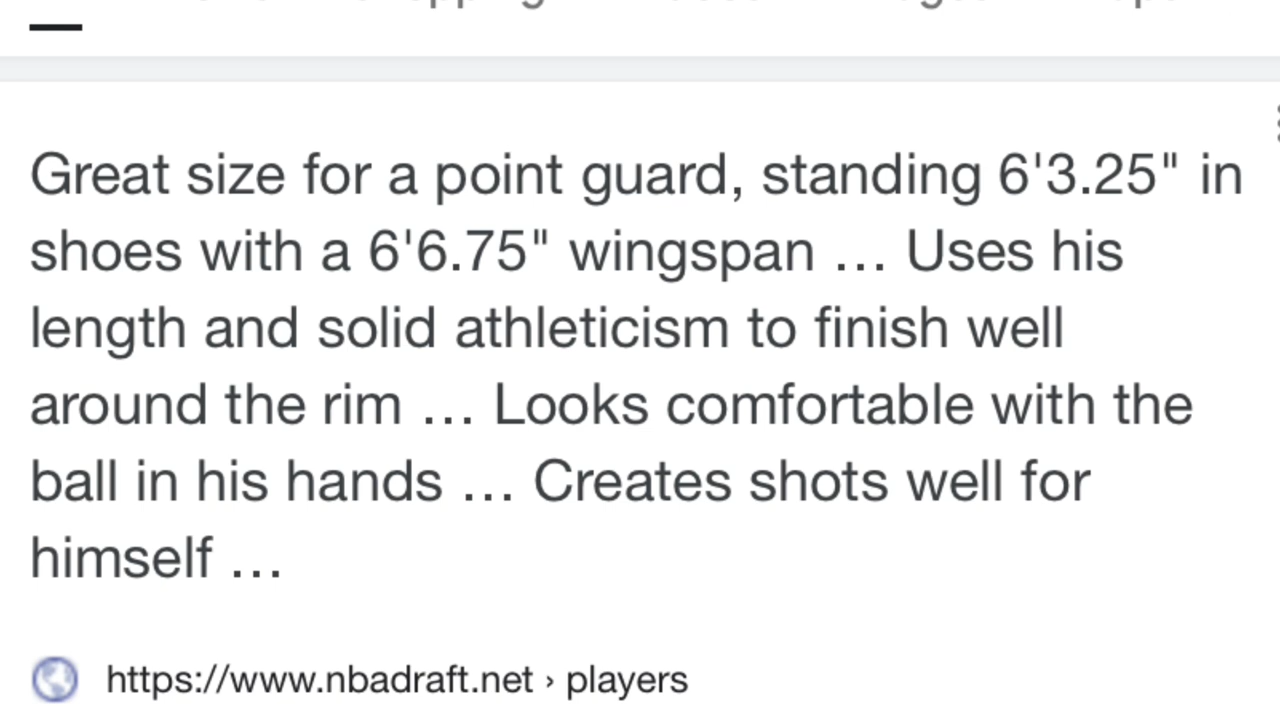 Great size for a point guard, standing 6'3.25" in
shoes with a 6'6.75" wingspan ... Uses his
length and solid athleticism to finish well
around the rim ... Looks comfortable with the
ball in his hands ... Creates shots well for
himself ...
https://www.nbadraft.net › players